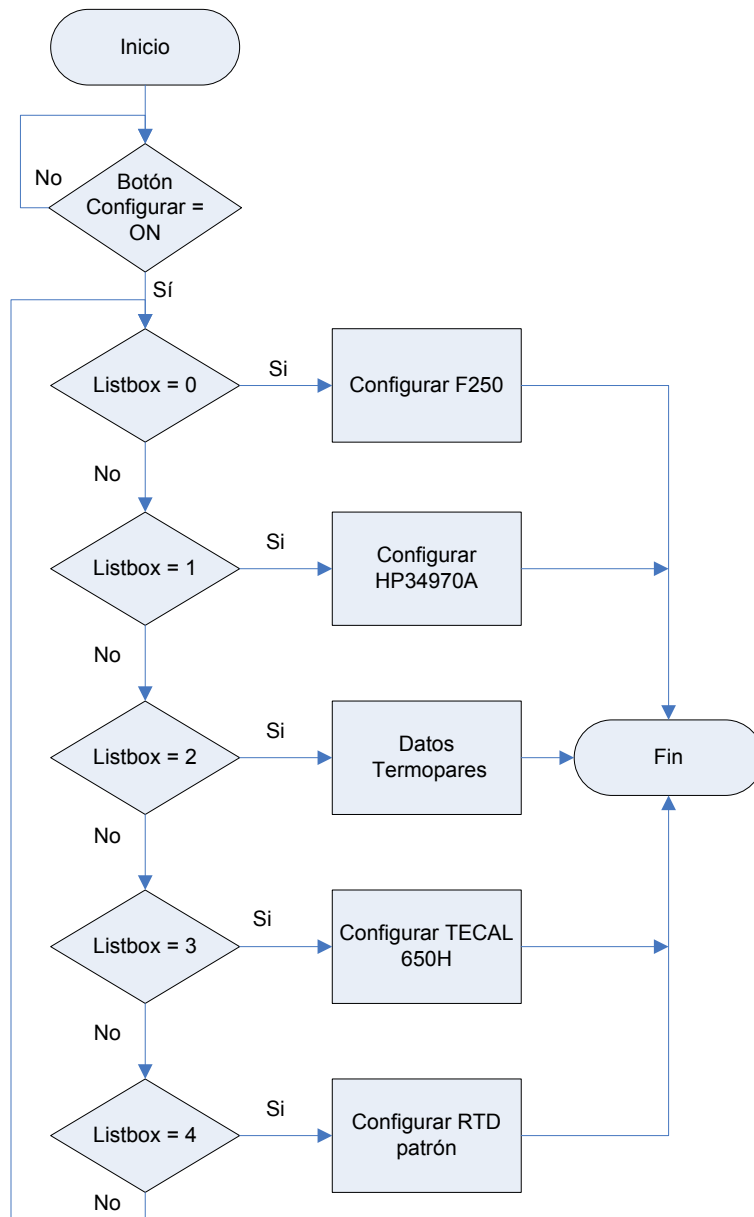 Inicio
No
Botón
Configurar =
ON
Sí
Listbox = 0
Si
Configurar F250
No
Listbox = 1
Si
Configurar
HP34970A
No
Listbox = 2
Si
Datos
Termopares
Fin
No
Listbox = 3
Si
Configurar TECAL
650H
No
Listbox = 4
Si
Configurar RTD
patrón
No